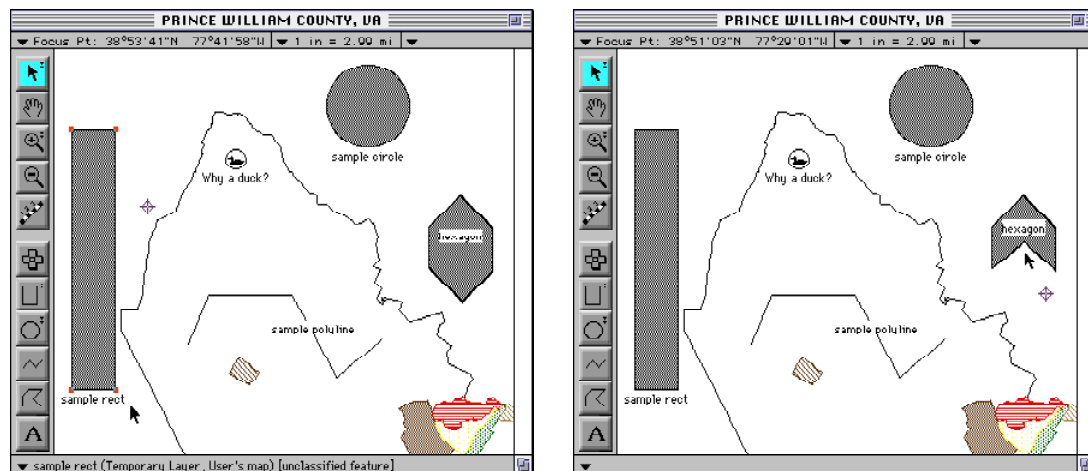 PRINCE WILLIAM COUNTY, VA
Focus Pt: 38°53'41"N 77°41'58"W 1 in = 2.99 mi
sample circle
Why a duck?
hexagon
sample polyline
sample rect
A
sample rect (Temporary Layer, User's map) [unclassified feature]
PRINCE WILLIAM COUNTY, VA
Focus Pt: 38°51'03"N 77°29'01"W 1 in = 2.99 mi
sample circle
Why a duck?
hexagon
sample polyline
sample rect
A